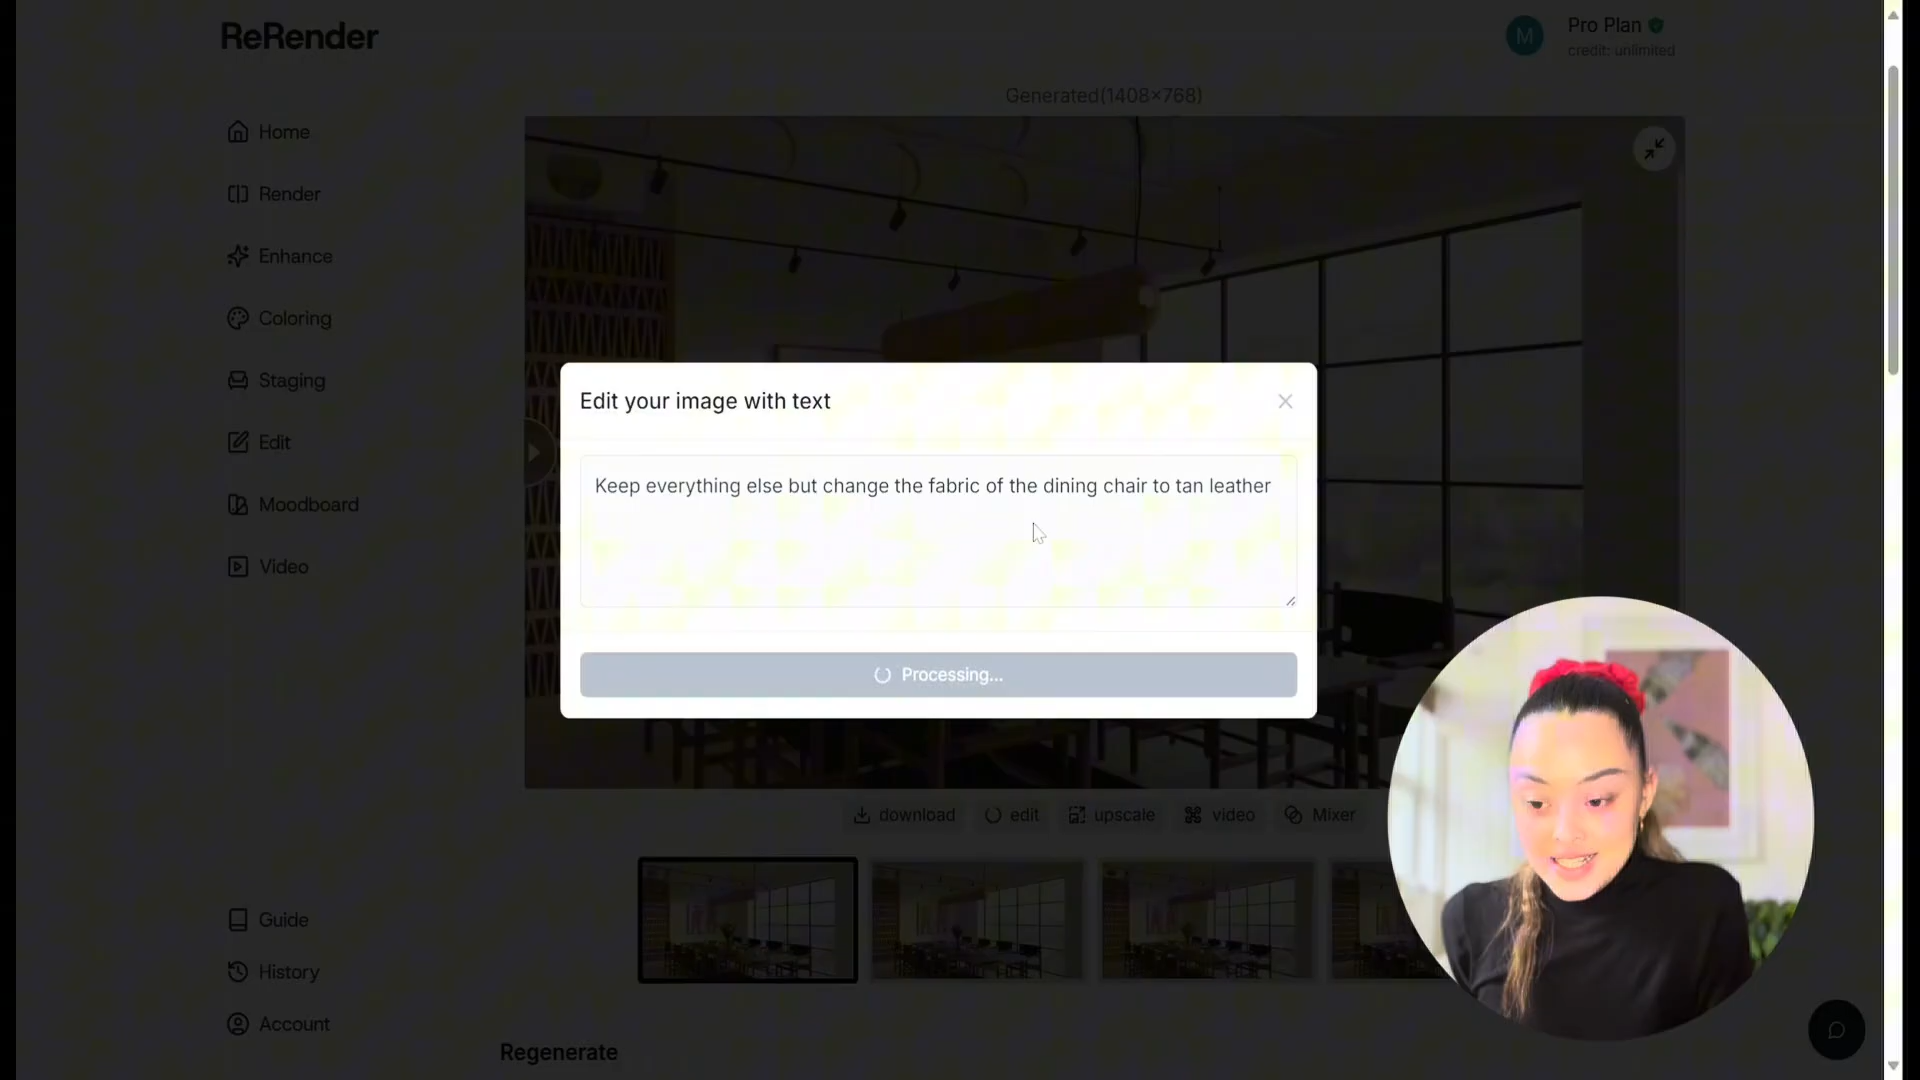 ReRender
Pro Plan
credit: unlimited
Generated(1408×768)
Home
Render
Enhance
Coloring
Staging
Edit
Moodboard
Video
Edit your image with text
Keep everything else but change the fabric of the dining chair to tan leather
Processing...
download
edit
upscale
video
Mixer
Guide
History
Account
Regenerate
M